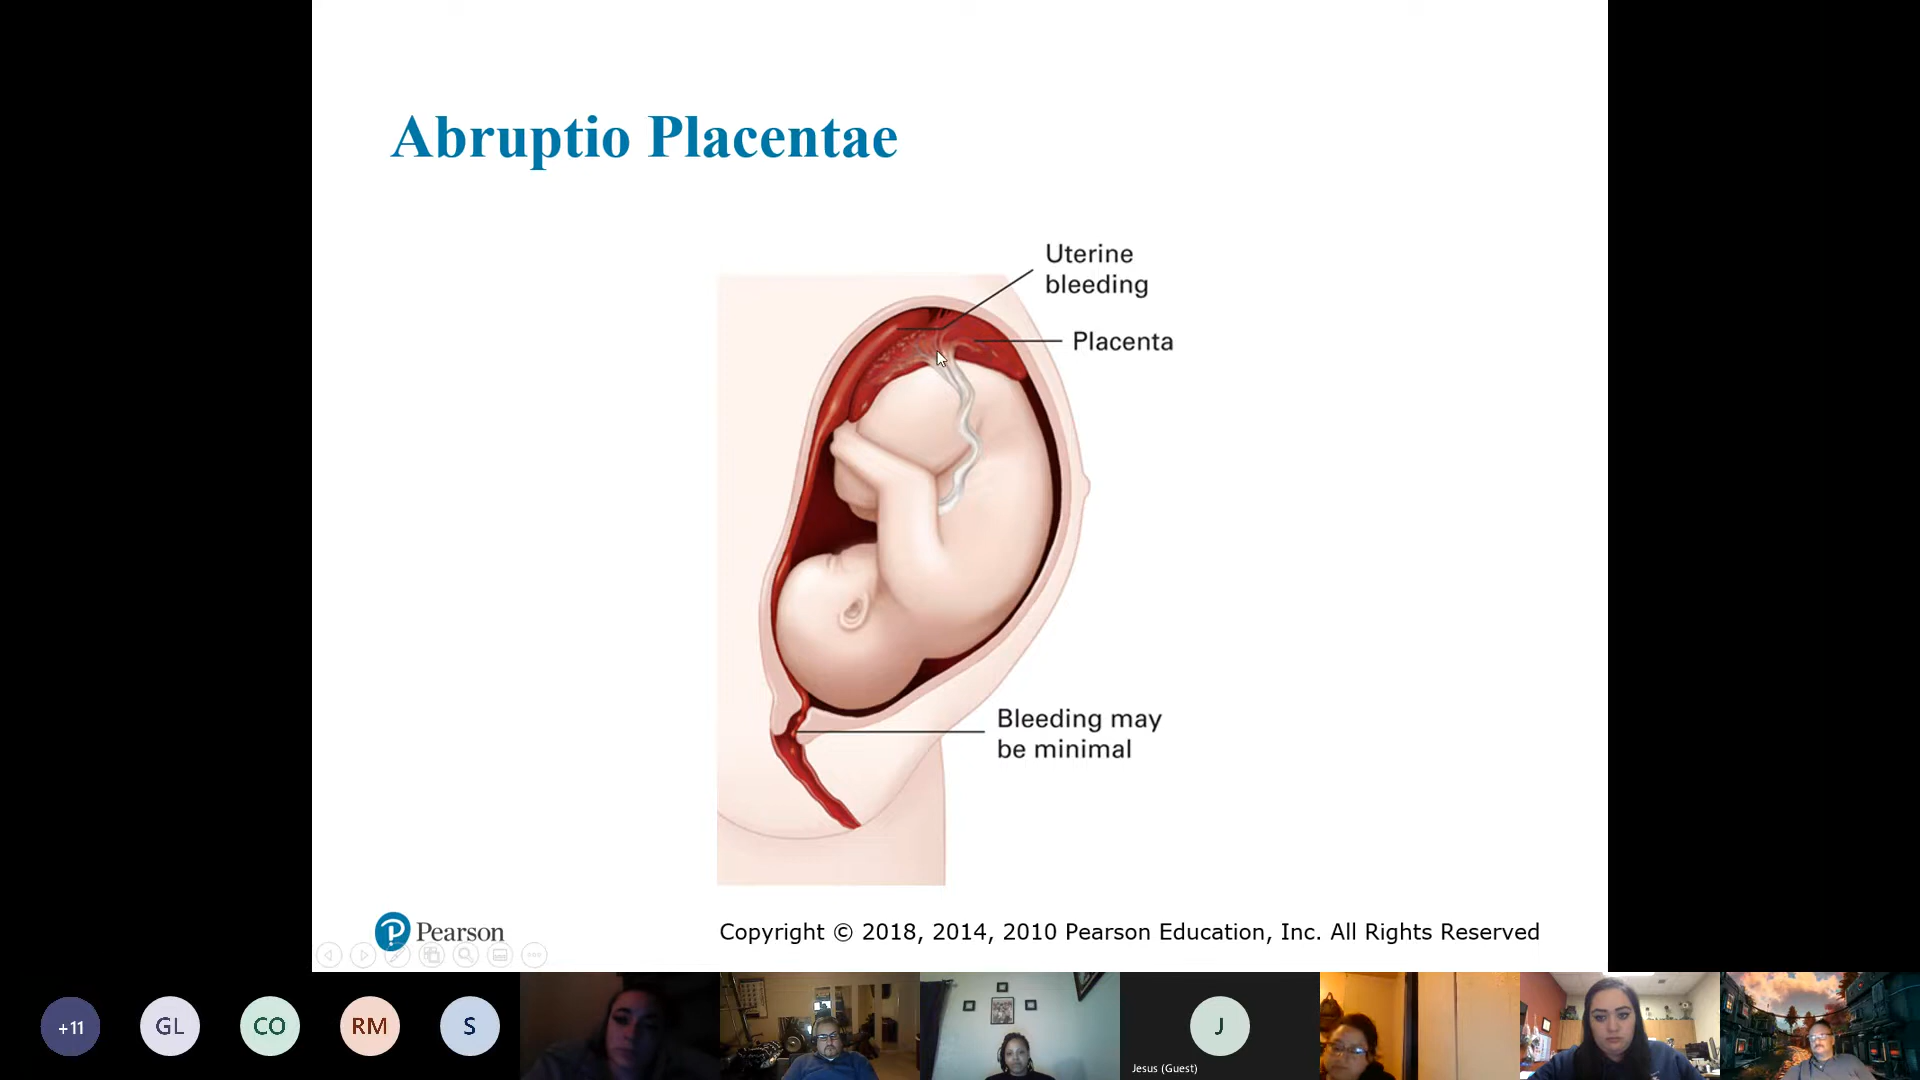 Abruptio Placentae
Uterine
bleeding
Placenta
Bleeding may
be minimal
Pearson
Copyright © 2018, 2014, 2010 Pearson Education, Inc. All Rights Reserved
+11
GL
CO
RM
S
J
Jesus (Guest)